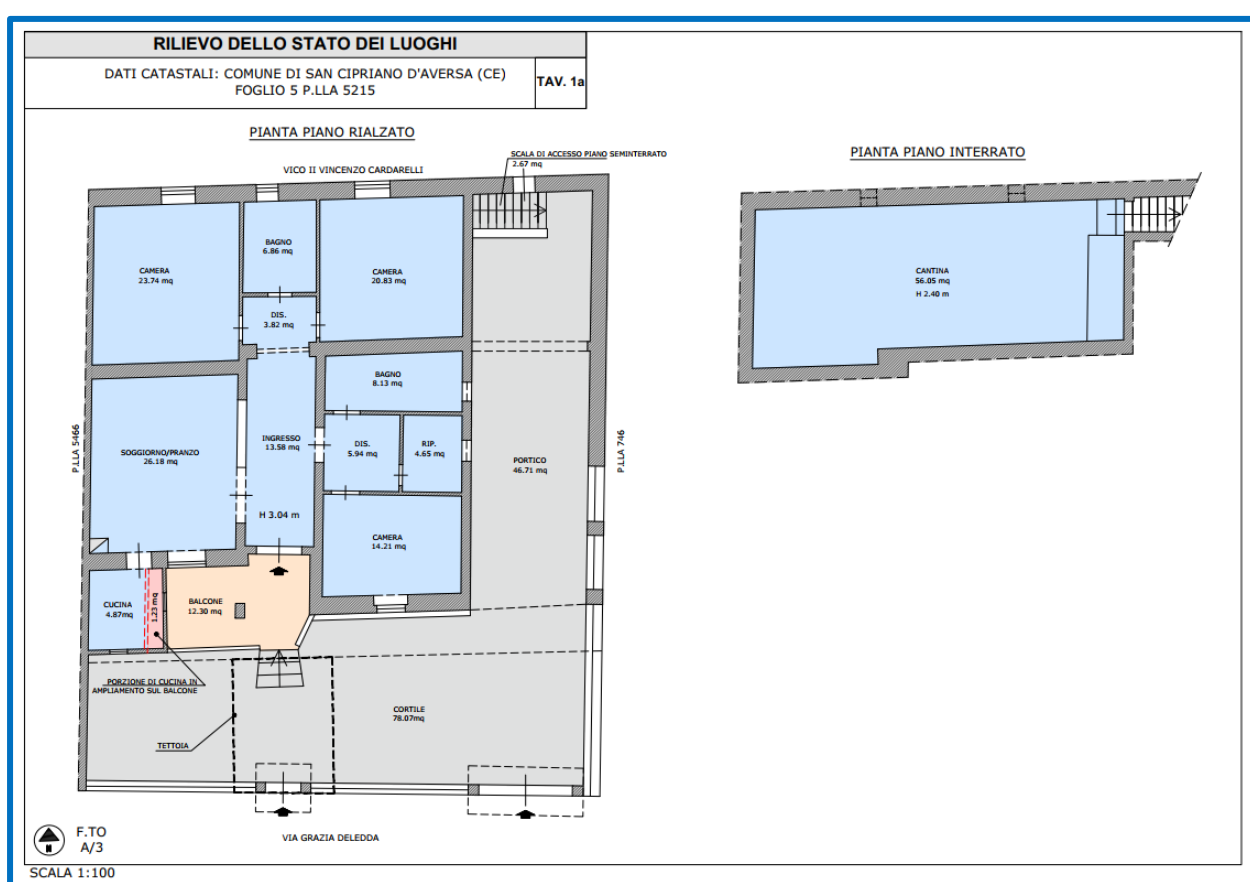 RILIEVO DELLO STATO DEI LUOGHI
DATI CATASTALI: COMUNE DI SAN CIPRIANO D'AVERSA (CE)
FOGLIO 5 P.LLA 5215
TAV. 1a
PIANTA PIANO RIALZATO
VICO II VINCENZO CARDARELLI
SCALA DI ACCESSO PIANO SEMINTERRATO
2.67 mq
PIANTA PIANO INTERRATO
CAMERA
23.74 mq
BAGNO
6.86 mq
CAMERA
20.83 mq
DIS.
3.82 mq
BAGNO
8.13 mq
CANTINA
56.05 mq
H 2.40 m
P.LLA 5466
SOGGIORNO/PRANZO
26.18 mq
INGRESSO
13.58 mq
DIS.
5.94 mq
RIP.
4.65 mq
PORTICO
46.71 mq
P.LLA 746
H 3.04 m
CAMERA
14.21 mq
CUCINA
4.87mq
1.23 mq
BALCONE
12.30 mq
PORZIONE DI CUCINA IN
AMPLIAMENTO SUL BALCONE
CORTILE
78.07mq
TETTOIA
VIA GRAZIA DELEDDA
N
F.TO
A/3
SCALA 1:100